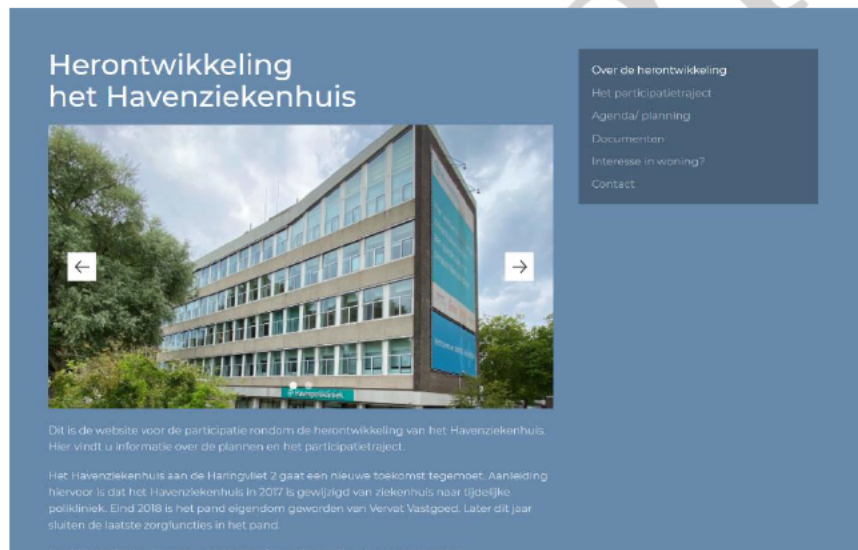 Herontwikkeling
het Havenziekenhuis
Over de herontwikkeling
Het participatietraject
Agenda/ planning
Documenten
Interesse in woning?
Contact
Havenpolikliniek
Dit is de website voor de participatie rondom de herontwikkeling van het Havenziekenhuis.
Hier vindt u informatie over de plannen en het participatietraject.
Het Havenziekenhuis aan de Haringvliet 2 gaat een nieuwe toekomst tegemoet. Aanleiding
hiervoor is dat het Havenziekenhuis in 2017 is gewijzigd van ziekenhuis naar tijdelijke
polikliniek. Eind 2018 is het pand eigendom geworden van Vervat Vastgoed. Later dit jaar
sluiten de laatste zorgfuncties in het pand.